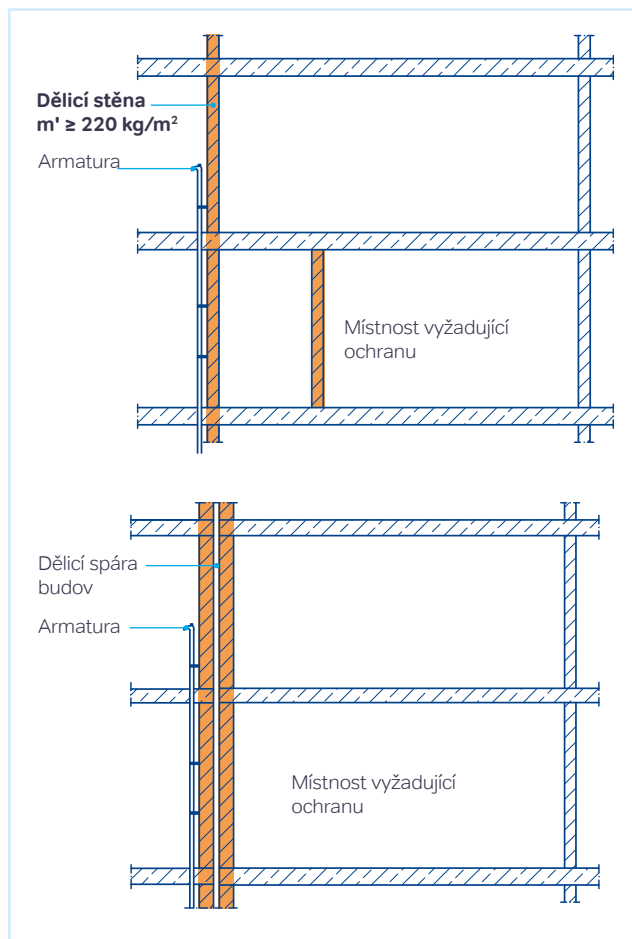 Dělicí stěna
m' ≥ 220 kg/m²
Armatura
Místnost vyžadující
ochranu
Dělicí spára
budov
Armatura
Místnost vyžadující
ochranu